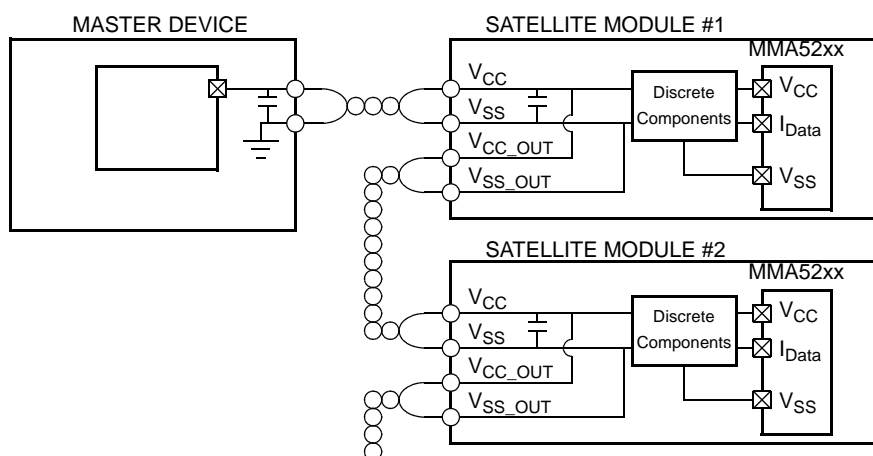 MASTER DEVICE
SATELLITE MODULE #1
MMA52xx
VCC
VSS
VCC_OUT
VSS_OUT
Discrete
Components
VCC
IData
VSS
SATELLITE MODULE #2
MMA52xx
VCC
VSS
VCC_OUT
VSS_OUT
Discrete
Components
VCC
IData
VSS